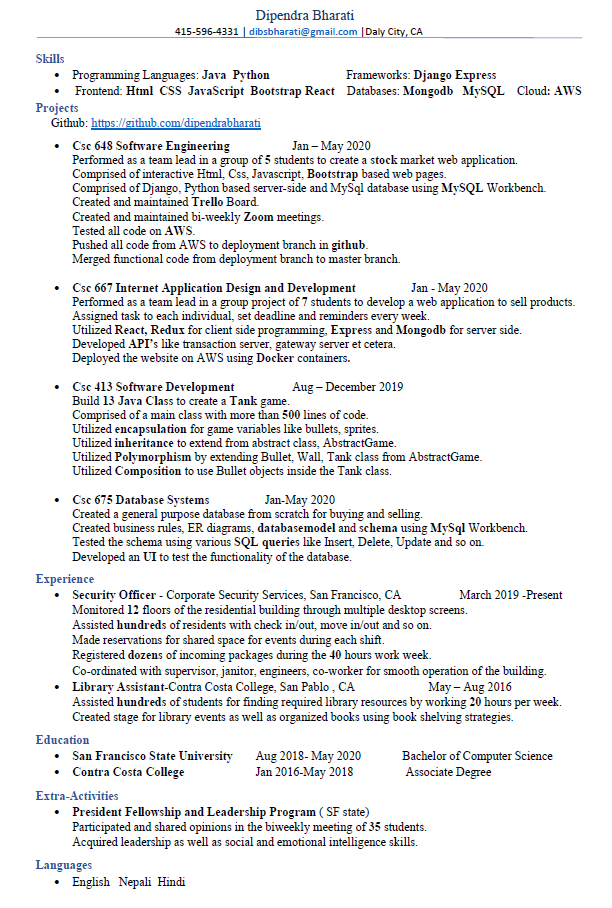 Dipendra Bharati
415-596-4331 | dibsbharati@gmail.com |Daly City, CA
Skills
• Programming Languages: Java Python Frameworks: Django Express
• Frontend: Html CSS JavaScript Bootstrap React Databases: Mongodb MySQL Cloud: AWS
Projects
Github: https://github.com/dipendrabharati
• Csc 648 Software Engineering Jan – May 2020
Performed as a team lead in a group of 5 students to create a stock market web application.
Comprised of interactive Html, Css, Javascript, Bootstrap based web pages.
Comprised of Django, Python based server-side and MySql database using MySQL Workbench.
Created and maintained Trello Board.
Created and maintained bi-weekly Zoom meetings.
Tested all code on AWS.
Pushed all code from AWS to deployment branch in github.
Merged functional code from deployment branch to master branch.
• Csc 667 Internet Application Design and Development Jan - May 2020
Performed as a team lead in a group project of 7 students to develop a web application to sell products.
Assigned task to each individual, set deadline and reminders every week.
Utilized React, Redux for client side programming, Express and Mongodb for server side.
Developed API's like transaction server, gateway server et cetera.
Deployed the website on AWS using Docker containers.
• Csc 413 Software Development Aug – December 2019
Build 13 Java Class to create a Tank game.
Comprised of a main class with more than 500 lines of code.
Utilized encapsulation for game variables like bullets, sprites.
Utilized inheritance to extend from abstract class, AbstractGame.
Utilized Polymorphism by extending Bullet, Wall, Tank class from AbstractGame.
Utilized Composition to use Bullet objects inside the Tank class.
• Csc 675 Database Systems Jan-May 2020
Created a general purpose database from scratch for buying and selling.
Created business rules, ER diagrams, databasemodel and schema using MySql Workbench.
Tested the schema using various SQL queries like Insert, Delete, Update and so on.
Developed an UI to test the functionality of the database.
Experience
• Security Officer - Corporate Security Services, San Francisco, CA March 2019 -Present
Monitored 12 floors of the residential building through multiple desktop screens.
Assisted hundreds of residents with check in/out, move in/out and so on.
Made reservations for shared space for events during each shift.
Registered dozens of incoming packages during the 40 hours work week.
Co-ordinated with supervisor, janitor, engineers, co-worker for smooth operation of the building.
• Library Assistant-Contra Costa College, San Pablo , CA May – Aug 2016
Assisted hundreds of students for finding required library resources by working 20 hours per week.
Created stage for library events as well as organized books using book shelving strategies.
Education
• San Francisco State University Aug 2018- May 2020 Bachelor of Computer Science
• Contra Costa College Jan 2016-May 2018 Associate Degree
Extra-Activities
• President Fellowship and Leadership Program ( SF state)
Participated and shared opinions in the biweekly meeting of 35 students.
Acquired leadership as well as social and emotional intelligence skills.
Languages
• English Nepali Hindi